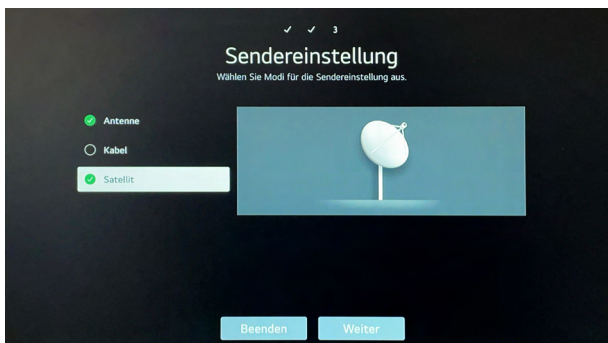 3
Sendereinstellung
Wählen Sie Modi für die Sendereinstellung aus.
Antenne
Kabel
Satellit
Beenden Weiter